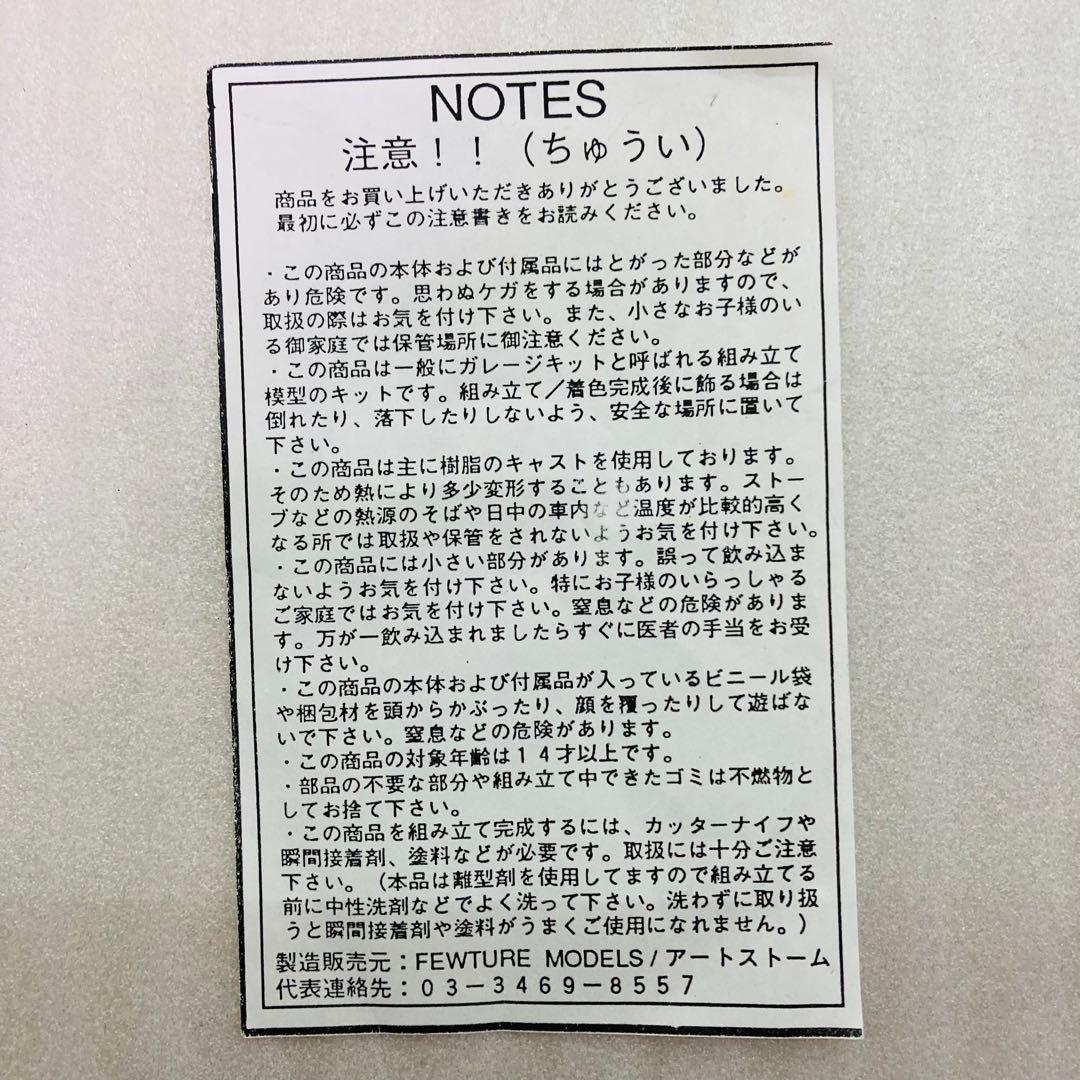 NOTES
注意！！（ちゅうい）
商品をお買い上げいただきありがとうございました。
最初に必ずこの注意書きをお読みください。
・この商品の本体および付属品にはとがった部分などが
あり危険です。思わぬケガをする場合がありますので、
取扱の際はお気を付け下さい。また、小さなお子様のい
る御家庭では保管場所に御注意ください。
・この商品は一般にガレージキットと呼ばれる組み立て
模型のキットです。組み立て／着色完成後に飾る場合は
倒れたり、落下したりしないよう、安全な場所に置いて
下さい。
・この商品は主に樹脂のキャストを使用しております。
そのため熱により多少変形することもあります。ストー
ブなどの熱源のそばや日中の車内など温度が比較的高く
なる所では取扱や保管をされないようお気を付け下さい。
・この商品には小さい部分があります。誤って飲み込ま
ないようお気を付け下さい。特にお子様のいらっしゃる
ご家庭ではお気を付け下さい。窒息などの危険がありま
す。万が一飲み込まれましたらすぐに医者の手当をお受
け下さい。
・この商品の本体および付属品が入っているビニール袋
や梱包材を頭からかぶったり、顔を覆ったりして遊ばな
いで下さい。窒息などの危険があります。
・この商品の対象年齢は１４才以上です。
・部品の不要な部分や組み立て中できたゴミは不燃物と
してお捨て下さい。
・この商品を組み立て完成するには、カッターナイフや
瞬間接着剤、塗料などが必要です。取扱には十分ご注意
下さい。（本品は離型剤を使用してますので組み立てる
前に中性洗剤などでよく洗って下さい。洗わずに取り扱
うと瞬間接着剤や塗料がうまくご使用になれません。）
製造販売元：FEWTURE MODELS/アートストーム
代表連絡先：０３－３４６９－８５５７